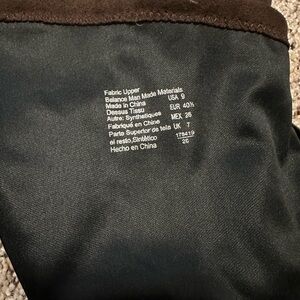 Fabric Upper
Balance Man Made Materials
Made in China
Dessus Tissu
Autre: Synthetiques
Fabriqué en Chine
Parte Superior de tela
el resto, Sintético
Hecho en China
USA 9
EUR 40½
MEX 26
UK 7
178419
2C